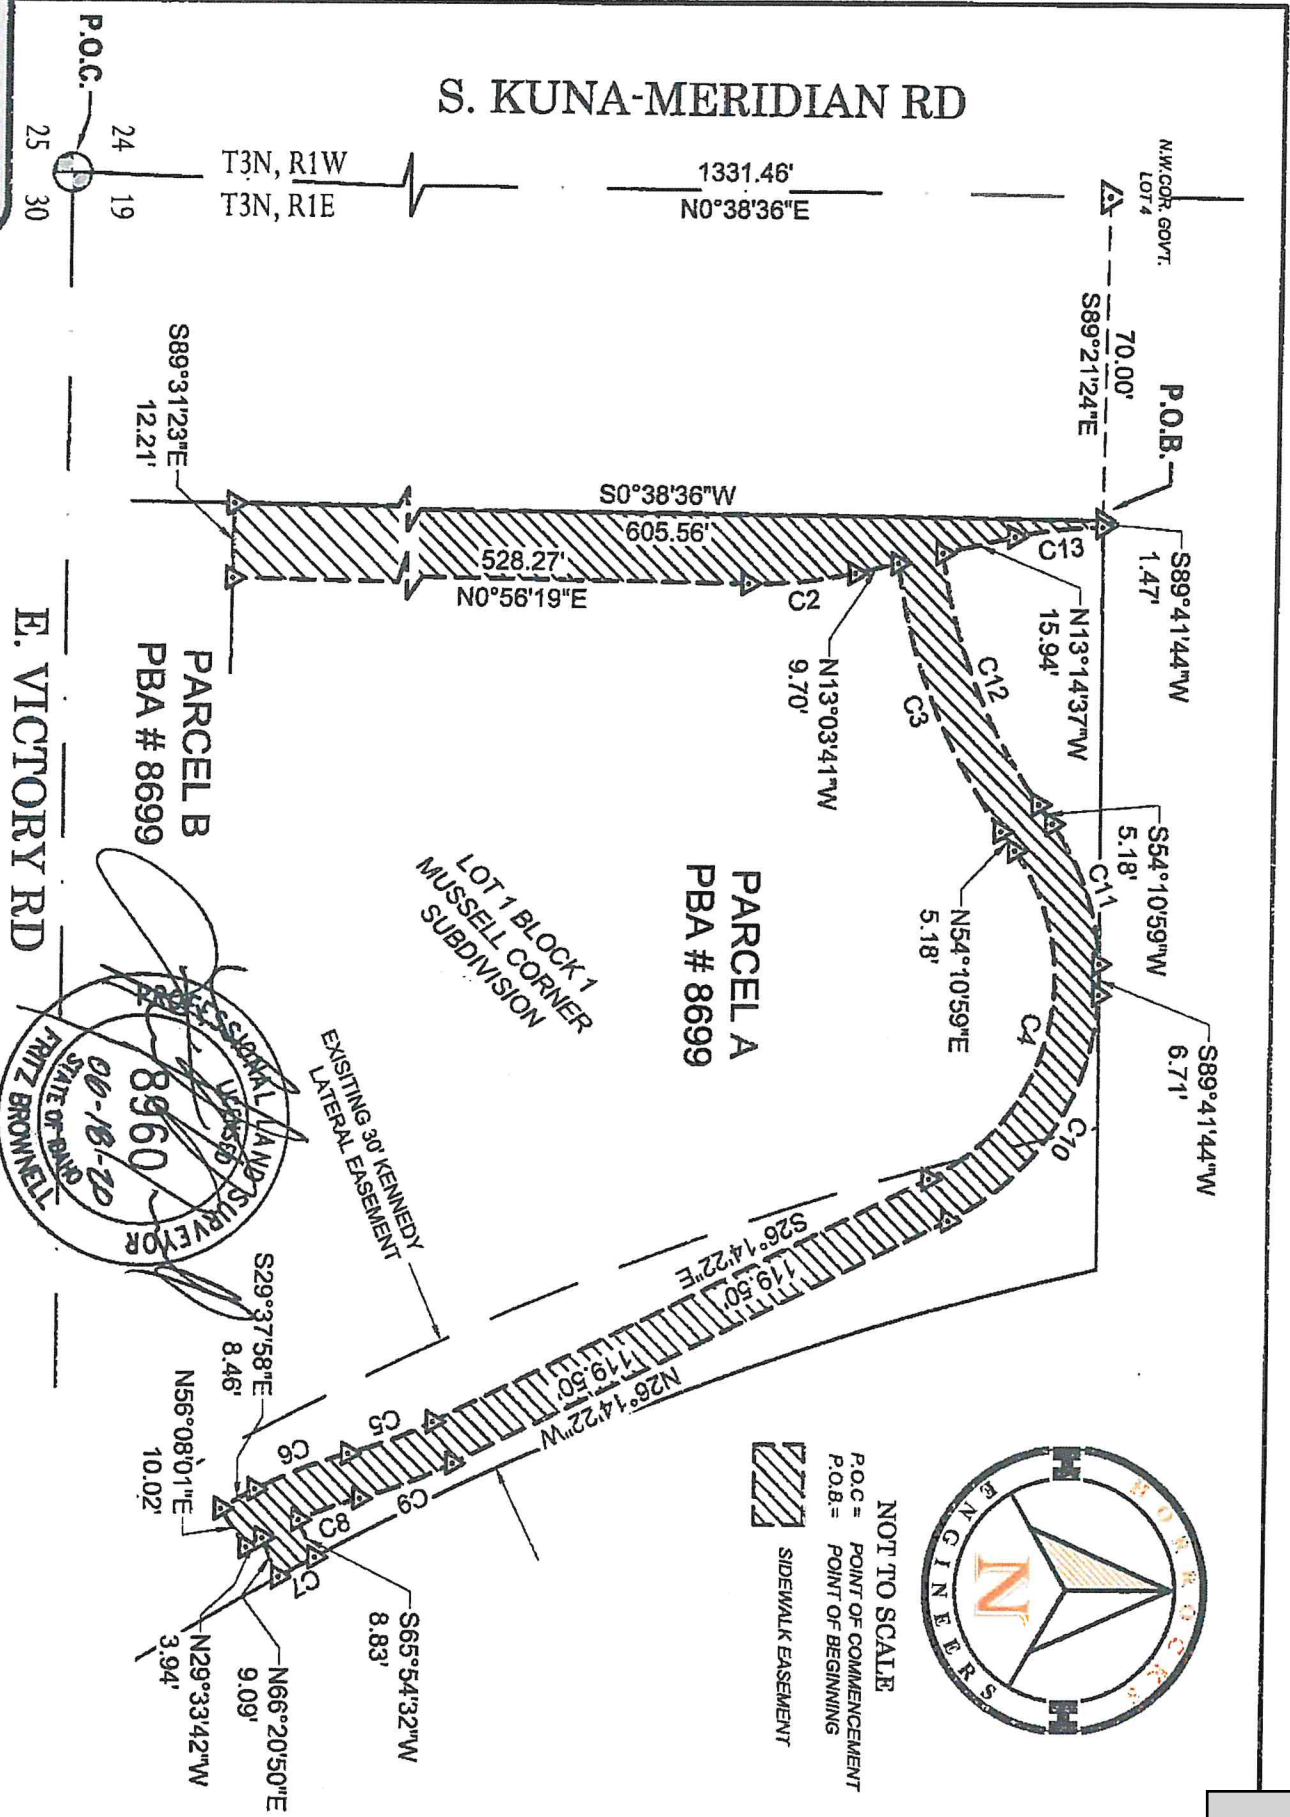 S. KUNA-MERIDIAN RD
P.O.C.
24
19
25
30
T3N, R1W
T3N, R1E
1331.46'
N0°38'36"E
N.W.COR. GOVT.
LOT 4
70.00'
S89°21'24"E
P.O.B.
S89°41'44"W
1.47'
C13
N13°14'37"W
15.94'
S0°38'36"W
605.56'
528.27'
N0°56'19"E
C2
N13°03'41"W
9.70'
C12
C3
S54°10'59"W
5.18'
N54°10'59"E
5.18'
C11
S89°41'44"W
6.71'
C4
C10
S89°31'23"E
12.21'
PARCEL B
PBA # 8699
E. VICTORY RD
PARCEL A
PBA # 8699
LOT 1 BLOCK 1
MUSSELL CORNER
SUBDIVISION
EXISITING 30' KENNEDY
LATERAL EASEMENT
S26°14'22"E
119.50'
119.50'
N26°14'22"W
C5
C6
C9
C8
C7
S29°37'58"E
8.46'
N56°08'01"E
10.02'
S65°54'32"W
8.83'
N66°20'50"E
9.09'
N29°33'42"W
3.94'
PROFESSIONAL LAND SURVEYOR
LICENSED
8960
06-18-20
STATE OF IDAHO
FRITZ BROWNELL
HORROCKS
N
ENGINEERS
H
H
NOT TO SCALE
P.O.C = POINT OF COMMENCEMENT
P.O.B.= POINT OF BEGINNING
SIDEWALK EASEMENT